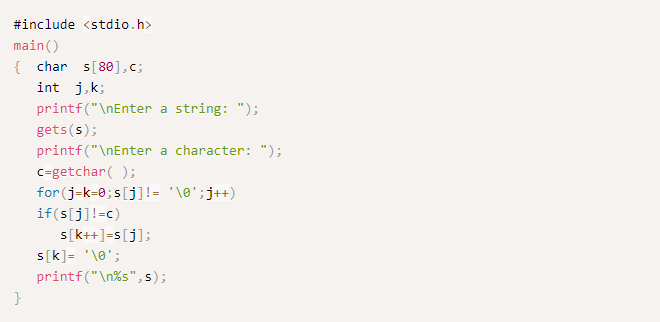 #include <stdio.h>
main()
{  char  s[80],c;
   int  j,k;
   printf("\nEnter a string: ");
   gets(s);
   printf("\nEnter a character: ");
   c=getchar( );
   for(j=k=0;s[j]!= '\0';j++)
   if(s[j]!=c)
      s[k++]=s[j];
   s[k]= '\0';
   printf("\n%s",s);
}